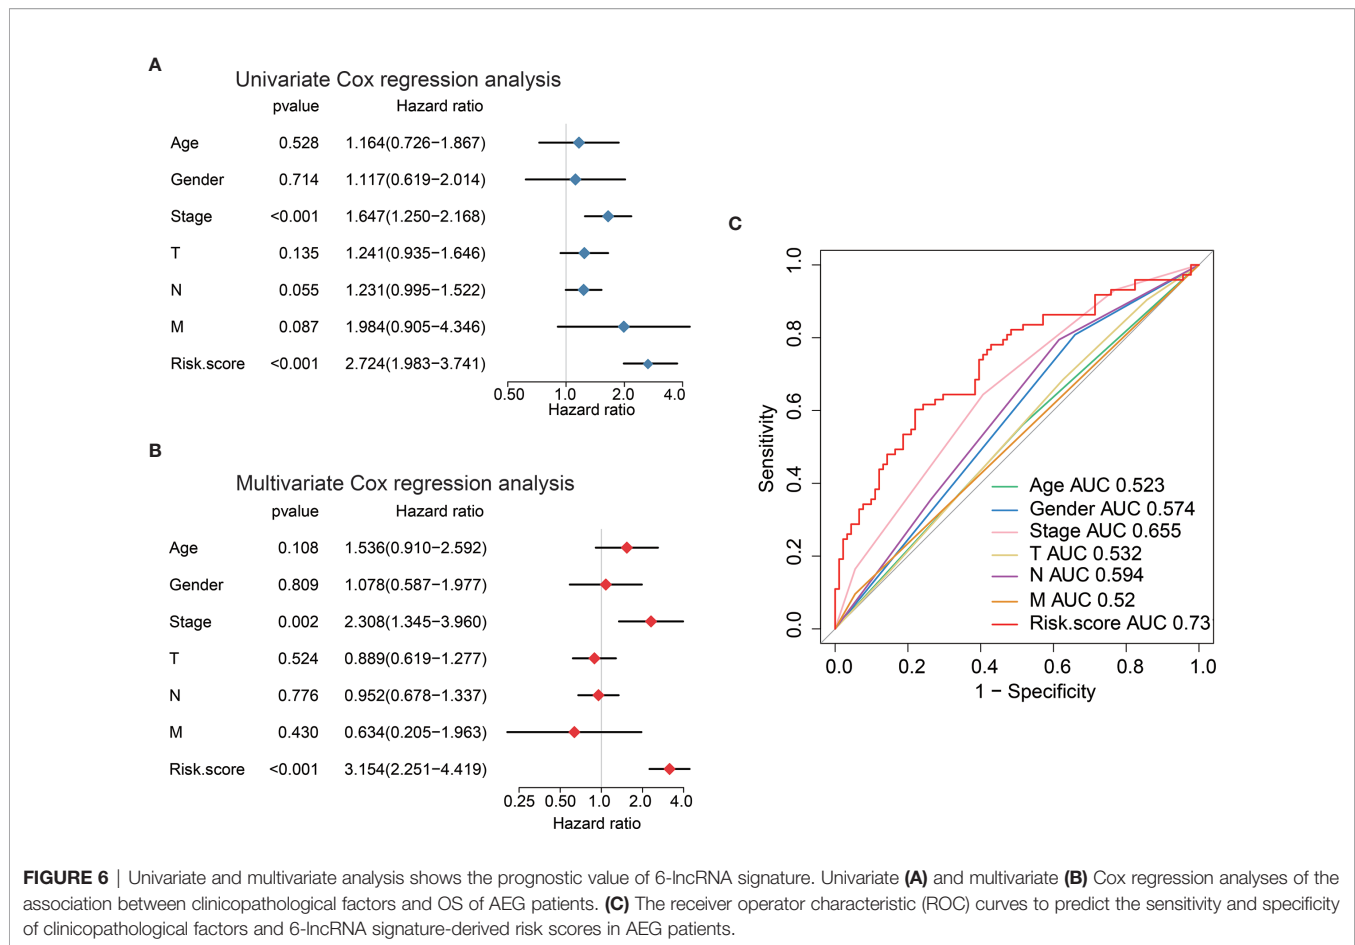 A
Univariate Cox regression analysis
pvalue Hazard ratio
Age 0.528 1.164(0.726−1.867)
Gender 0.714 1.117(0.619−2.014)
Stage <0.001 1.647(1.250−2.168)
T 0.135 1.241(0.935−1.646)
N 0.055 1.231(0.995−1.522)
M 0.087 1.984(0.905−4.346)
Risk.score <0.001 2.724(1.983−3.741)
0.50 1.0 2.0 4.0
Hazard ratio
B
Multivariate Cox regression analysis
pvalue Hazard ratio
Age 0.108 1.536(0.910−2.592)
Gender 0.809 1.078(0.587−1.977)
Stage 0.002 2.308(1.345−3.960)
T 0.524 0.889(0.619−1.277)
N 0.776 0.952(0.678−1.337)
M 0.430 0.634(0.205−1.963)
Risk.score <0.001 3.154(2.251−4.419)
0.25 0.50 1.0 2.0 4.0
Hazard ratio
C
Sensitivity
1.0
0.8
0.6
0.4
0.2
0.0
Age AUC 0.523
Gender AUC 0.574
Stage AUC 0.655
T AUC 0.532
N AUC 0.594
M AUC 0.52
Risk.score AUC 0.73
0.0 0.2 0.4 0.6 0.8 1.0
1 − Specificity
FIGURE 6 | Univariate and multivariate analysis shows the prognostic value of 6-lncRNA signature. Univariate (A) and multivariate (B) Cox regression analyses of the
association between clinicopathological factors and OS of AEG patients. (C) The receiver operator characteristic (ROC) curves to predict the sensitivity and specificity
of clinicopathological factors and 6-lncRNA signature-derived risk scores in AEG patients.